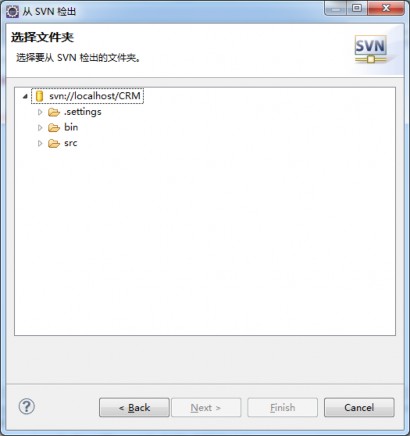 从 SVN 检出
选择文件夹
选择要从 SVN 检出的文件夹。
SVN
svn://localhost/CRM
.settings
bin
src
?
< Back
Next >
Finish
Cancel